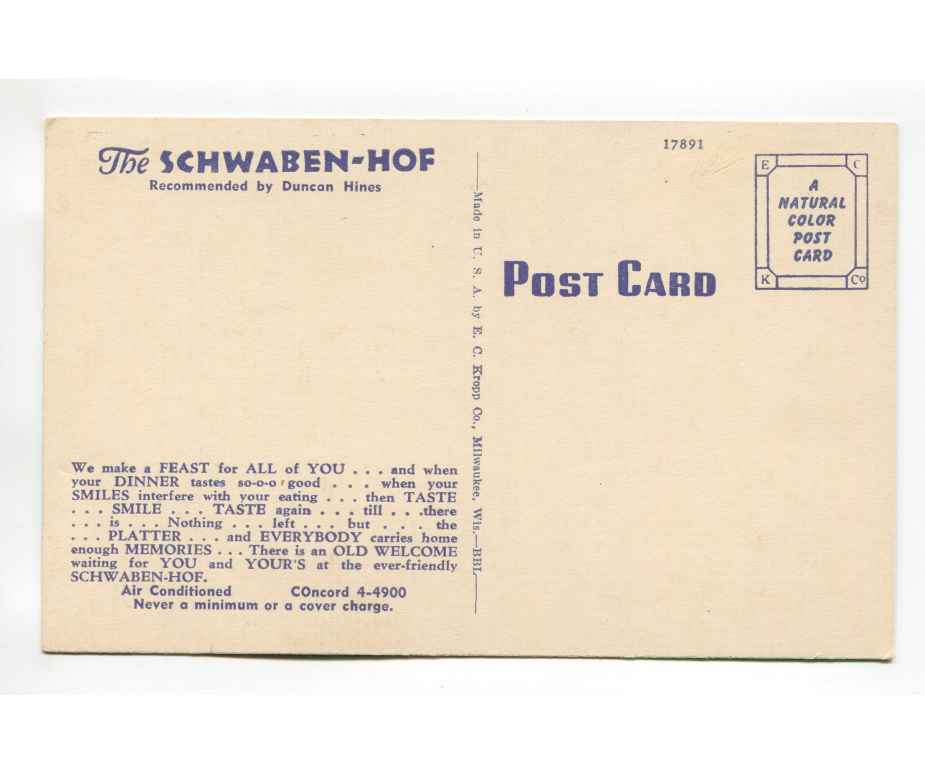 The SCHWABEN-HOF
Recommended by Duncan Hines
We make a FEAST for ALL of YOU . . . and when
your DINNER tastes so-o-o good . . . when your
SMILES interfere with your eating . . . then TASTE
. . . SMILE . . . TASTE again . . . till . . .there
. . . is . . . Nothing . . . left . . . but . . . the
. . . PLATTER . . . and EVERYBODY carries home
enough MEMORIES . . . There is an OLD WELCOME
waiting for YOU and YOUR'S at the ever-friendly
SCHWABEN-HOF.
Air Conditioned COncord 4-4900
Never a minimum or a cover charge.
Made in U. S. A. by E. C. Kropp Co., Milwaukee, Wis.—BBL
17891
POST CARD
E C
A
NATURAL
COLOR
POST
CARD
K Co